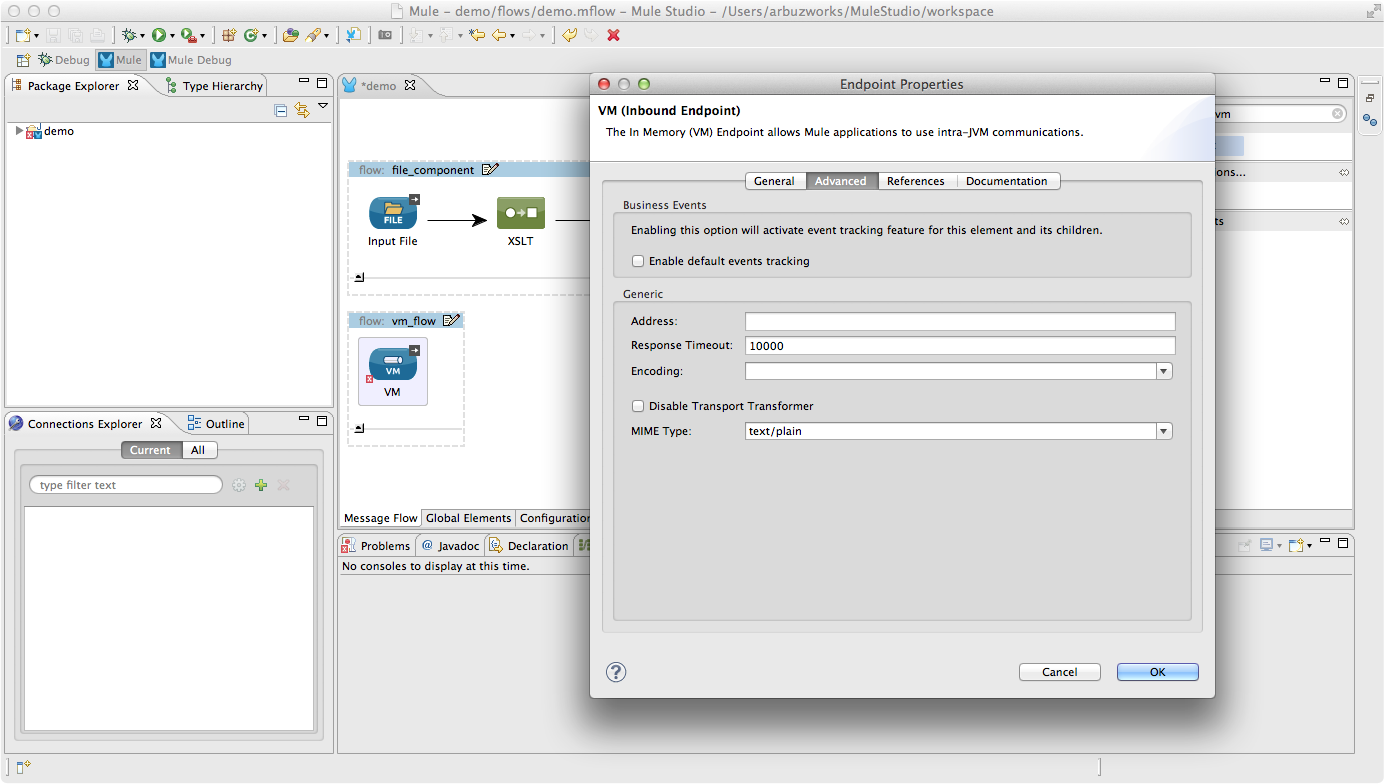 Mule – demo/flows/demo.mflow – Mule Studio – /Users/arbuzworks/MuleStudio/workspace
Debug Mule Mule Debug
Package Explorer Type Hierarchy
demo
*demo
flow: file_component
FILE
Input File
XSLT
flow: vm_flow
VM
VM
Message Flow Global Elements Configuration
Connections Explorer Outline
Current All
type filter text
Problems @ Javadoc Declaration
No consoles to display at this time.
vm
ons...
ts
Endpoint Properties
VM (Inbound Endpoint)
The In Memory (VM) Endpoint allows Mule applications to use intra-JVM communications.
General Advanced References Documentation
Business Events
Enabling this option will activate event tracking feature for this element and its children.
Enable default events tracking
Generic
Address:
Response Timeout: 10000
Encoding:
Disable Transport Transformer
MIME Type: text/plain
? Cancel OK